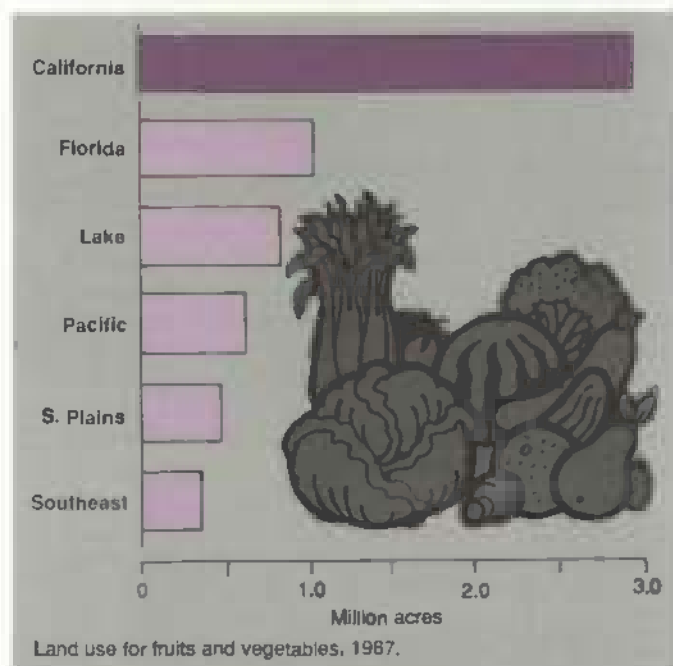 California
Florida
Lake
Pacific
S. Plains
Southeast
0 1.0 2.0 3.0
Million acres
Land use for fruits and vegetables, 1987.